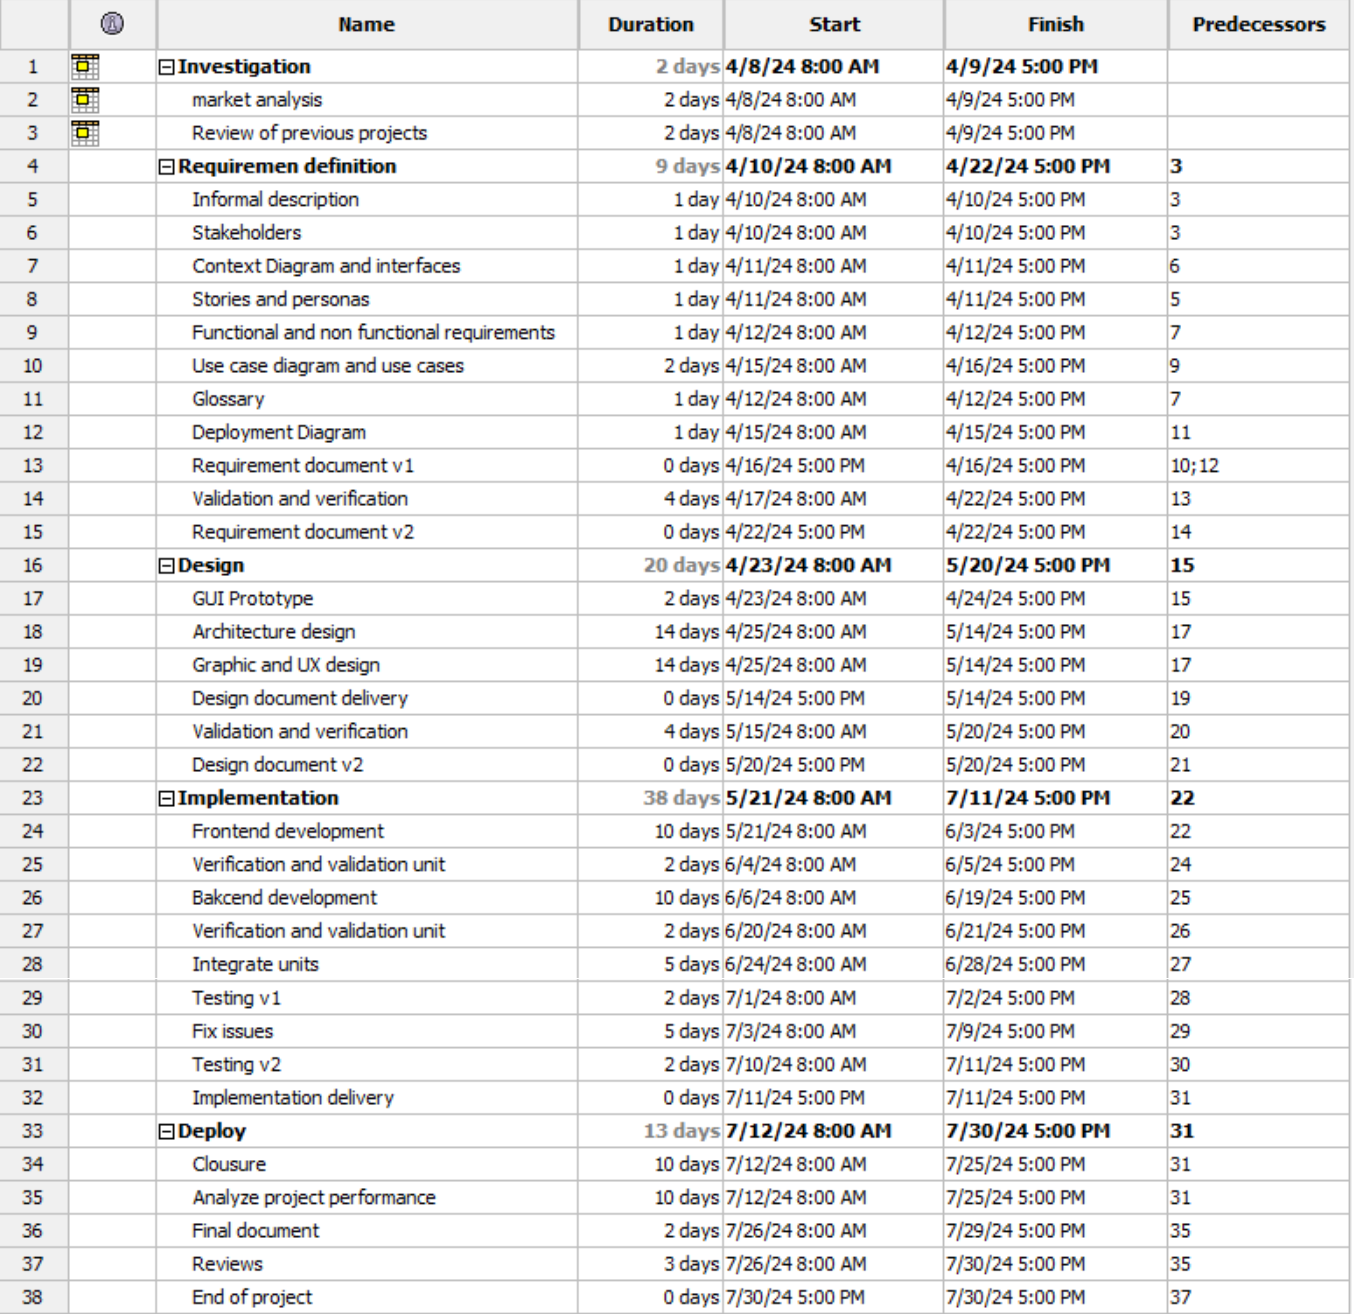 Name Duration Start Finish Predecessors
1 Investigation 2 days 4/8/24 8:00 AM 4/9/24 5:00 PM
2 market analysis 2 days 4/8/24 8:00 AM 4/9/24 5:00 PM
3 Review of previous projects 2 days 4/8/24 8:00 AM 4/9/24 5:00 PM
4 Requiremen definition 9 days 4/10/24 8:00 AM 4/22/24 5:00 PM 3
5 Informal description 1 day 4/10/24 8:00 AM 4/10/24 5:00 PM 3
6 Stakeholders 1 day 4/10/24 8:00 AM 4/10/24 5:00 PM 3
7 Context Diagram and interfaces 1 day 4/11/24 8:00 AM 4/11/24 5:00 PM 6
8 Stories and personas 1 day 4/11/24 8:00 AM 4/11/24 5:00 PM 5
9 Functional and non functional requirements 1 day 4/12/24 8:00 AM 4/12/24 5:00 PM 7
10 Use case diagram and use cases 2 days 4/15/24 8:00 AM 4/16/24 5:00 PM 9
11 Glossary 1 day 4/12/24 8:00 AM 4/12/24 5:00 PM 7
12 Deployment Diagram 1 day 4/15/24 8:00 AM 4/15/24 5:00 PM 11
13 Requirement document v1 0 days 4/16/24 5:00 PM 4/16/24 5:00 PM 10;12
14 Validation and verification 4 days 4/17/24 8:00 AM 4/22/24 5:00 PM 13
15 Requirement document v2 0 days 4/22/24 5:00 PM 4/22/24 5:00 PM 14
16 Design 20 days 4/23/24 8:00 AM 5/20/24 5:00 PM 15
17 GUI Prototype 2 days 4/23/24 8:00 AM 4/24/24 5:00 PM 15
18 Architecture design 14 days 4/25/24 8:00 AM 5/14/24 5:00 PM 17
19 Graphic and UX design 14 days 4/25/24 8:00 AM 5/14/24 5:00 PM 17
20 Design document delivery 0 days 5/14/24 5:00 PM 5/14/24 5:00 PM 19
21 Validation and verification 4 days 5/15/24 8:00 AM 5/20/24 5:00 PM 20
22 Design document v2 0 days 5/20/24 5:00 PM 5/20/24 5:00 PM 21
23 Implementation 38 days 5/21/24 8:00 AM 7/11/24 5:00 PM 22
24 Frontend development 10 days 5/21/24 8:00 AM 6/3/24 5:00 PM 22
25 Verification and validation unit 2 days 6/4/24 8:00 AM 6/5/24 5:00 PM 24
26 Bakcend development 10 days 6/6/24 8:00 AM 6/19/24 5:00 PM 25
27 Verification and validation unit 2 days 6/20/24 8:00 AM 6/21/24 5:00 PM 26
28 Integrate units 5 days 6/24/24 8:00 AM 6/28/24 5:00 PM 27
29 Testing v1 2 days 7/1/24 8:00 AM 7/2/24 5:00 PM 28
30 Fix issues 5 days 7/3/24 8:00 AM 7/9/24 5:00 PM 29
31 Testing v2 2 days 7/10/24 8:00 AM 7/11/24 5:00 PM 30
32 Implementation delivery 0 days 7/11/24 5:00 PM 7/11/24 5:00 PM 31
33 Deploy 13 days 7/12/24 8:00 AM 7/30/24 5:00 PM 31
34 Clousure 10 days 7/12/24 8:00 AM 7/25/24 5:00 PM 31
35 Analyze project performance 10 days 7/12/24 8:00 AM 7/25/24 5:00 PM 31
36 Final document 2 days 7/26/24 8:00 AM 7/29/24 5:00 PM 35
37 Reviews 3 days 7/26/24 8:00 AM 7/30/24 5:00 PM 35
38 End of project 0 days 7/30/24 5:00 PM 7/30/24 5:00 PM 37